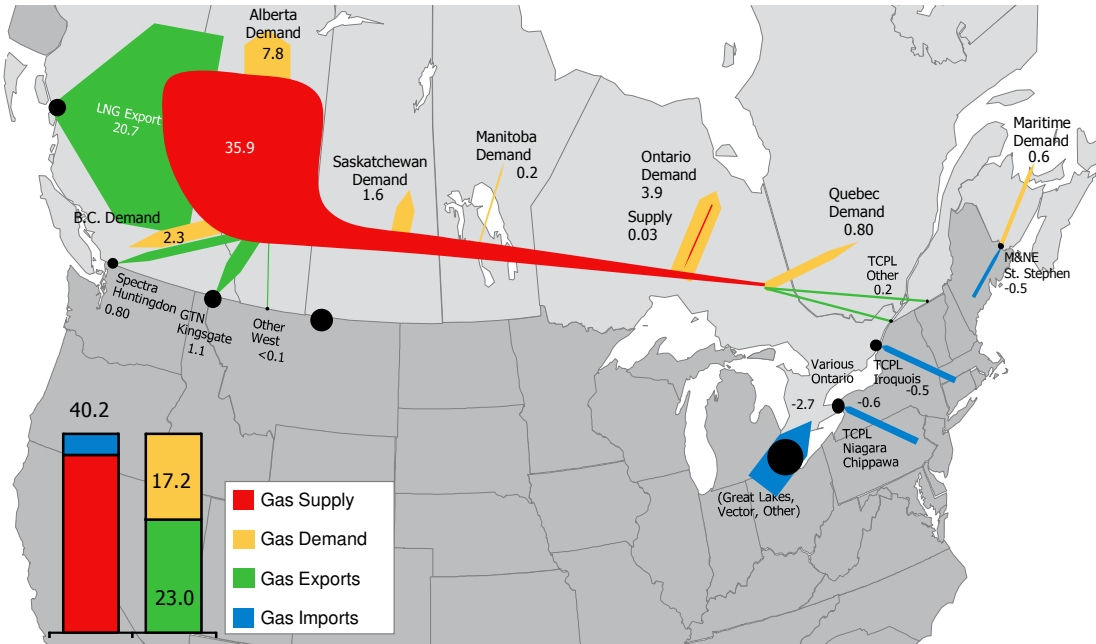 Alberta
Demand
7.8
LNG Export
20.7
35.9
B.C. Demand
2.3
Saskatchewan
Demand
1.6
Manitoba
Demand
0.2
Ontario
Demand
3.9
Supply
0.03
Quebec
Demand
0.80
Maritime
Demand
0.6
TCPL
Other
0.2
M&NE
St. Stephen
-0.5
Spectra
Huntingdon
0.80
GTN
Kingsgate
1.1
Other
West
<0.1
Various
Ontario
-2.7
TCPL
Iroquois
-0.5
-0.6
TCPL
Niagara
Chippawa
(Great Lakes,
Vector, Other)
40.2
17.2
23.0
Gas Supply
Gas Demand
Gas Exports
Gas Imports